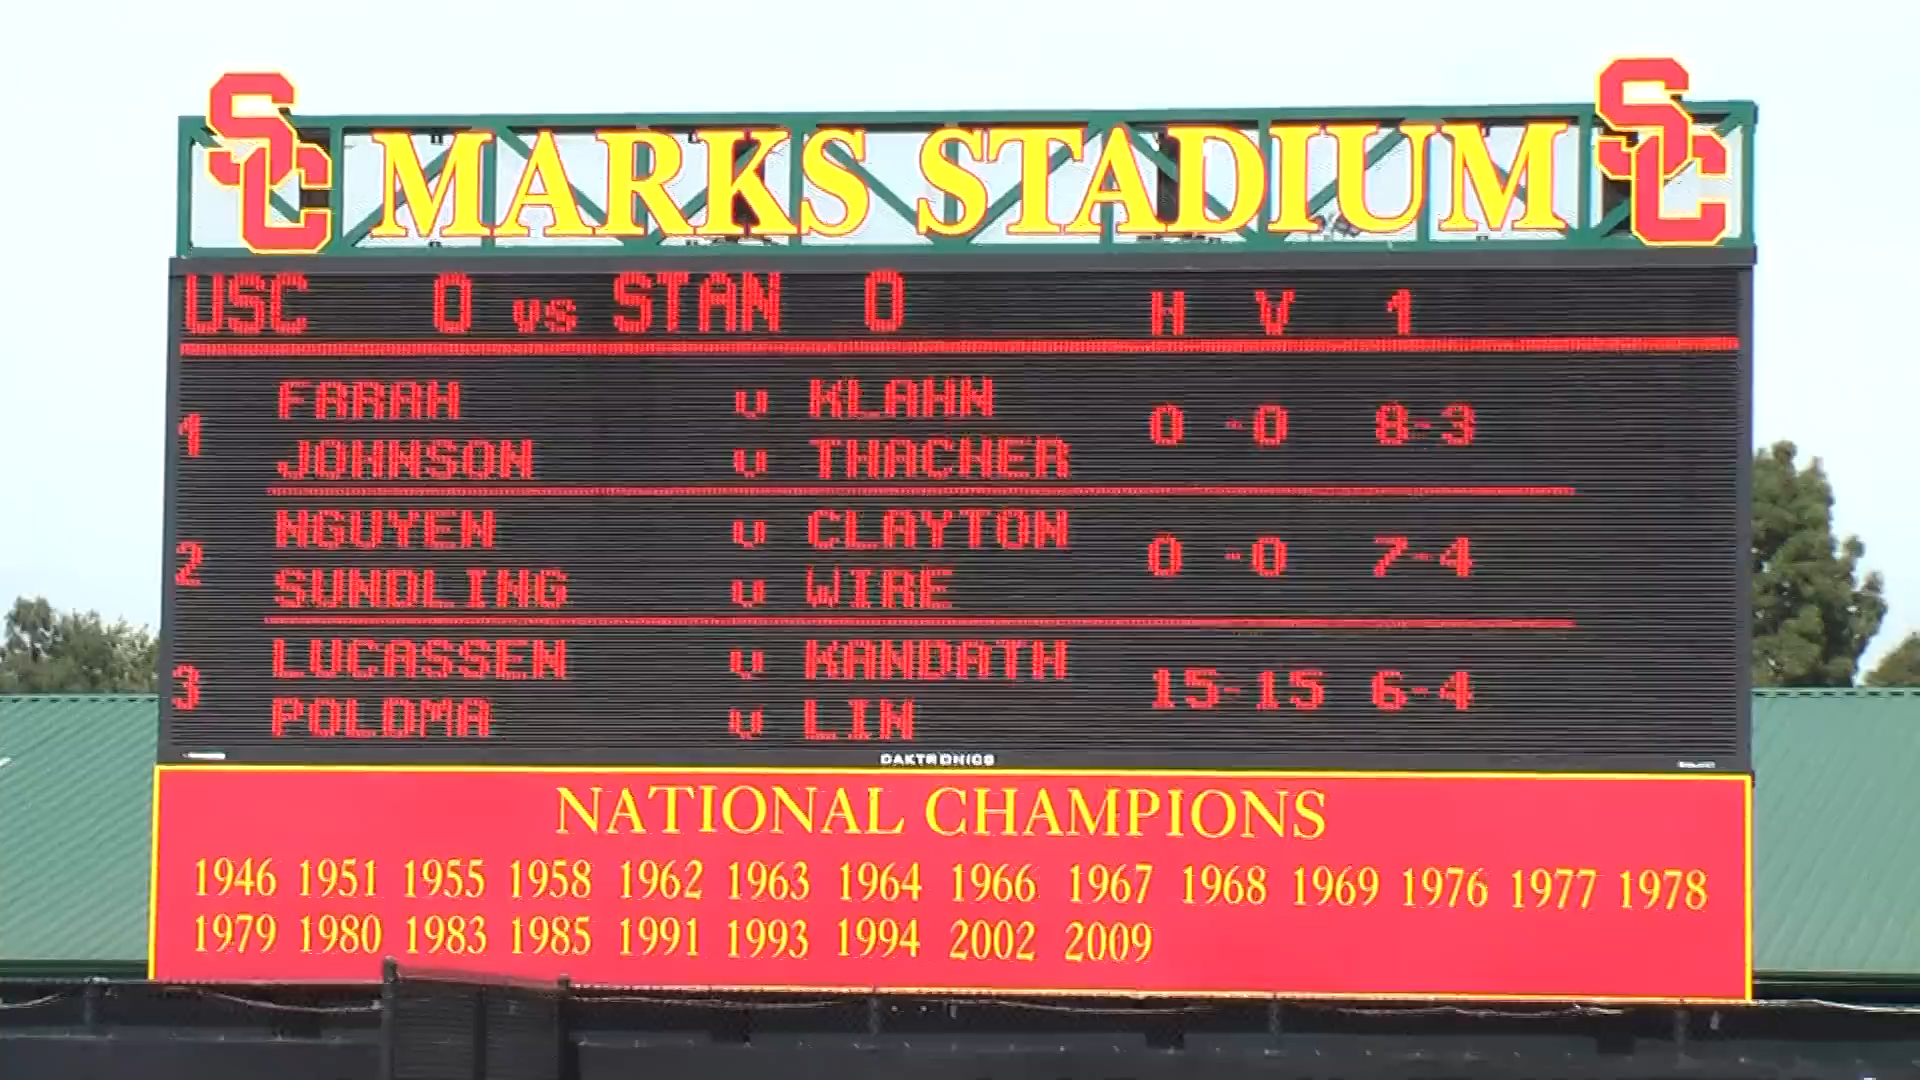 SC MARKS STADIUM SC
USC 0 vs STAN 0 H V 1
1 FARAH v KLAHN 0 -0 8-3
JOHNSON v THACHER
2 NGUYEN v CLAYTON 0 -0 7-4
SUNDLING v WIRE
3 LUCASSEN v KANDATH 15-15 6-4
POLDMA v LIN
DAKTRONICS
NATIONAL CHAMPIONS
1946 1951 1955 1958 1962 1963 1964 1966 1967 1968 1969 1976 1977 1978
1979 1980 1983 1985 1991 1993 1994 2002 2009